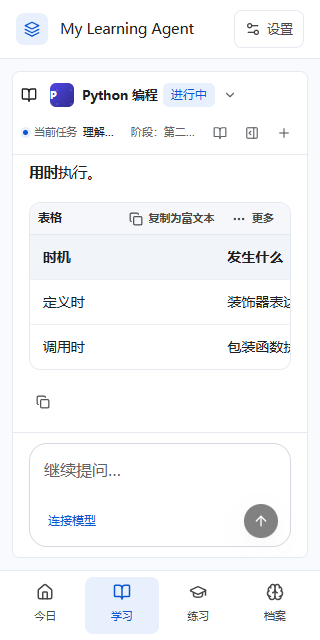 My Learning Agent
设置
P
Python 编程
进行中
当前任务 理解...
阶段：第二...
用时执行。
表格
复制为富文本
更多
时机
发生什么
定义时
装饰器表
调用时
包装函数
继续提问...
连接模型
今日
学习
练习
档案